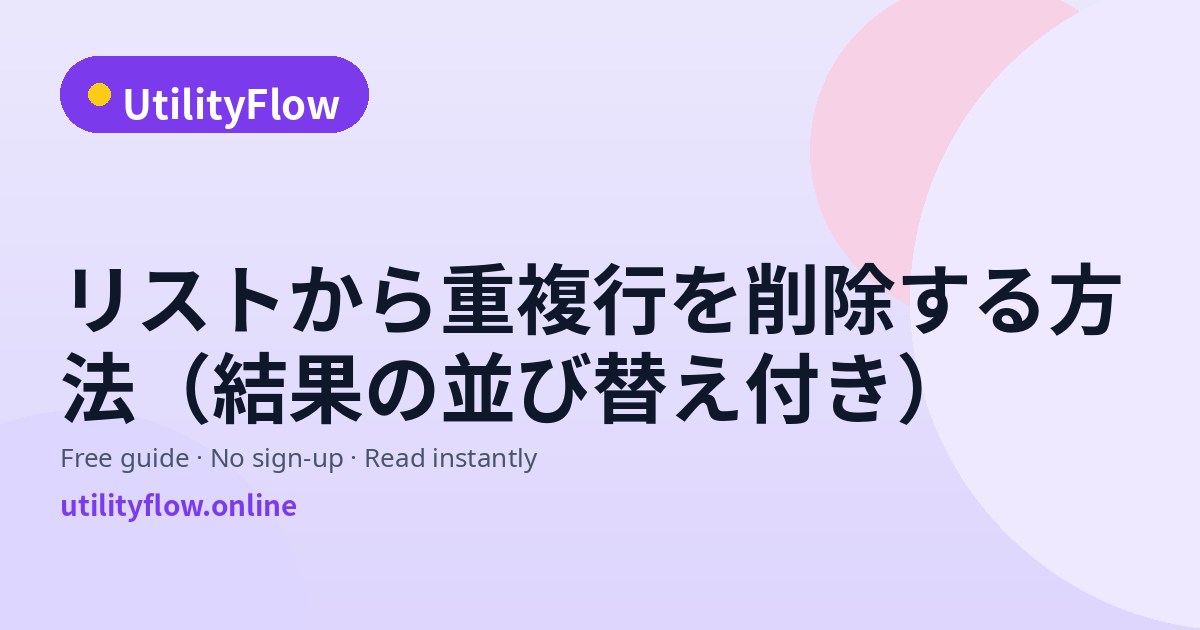 UtilityFlow
リストから重複行を削除する方
法（結果の並び替え付き）
Free guide · No sign-up · Read instantly
utilityflow.online